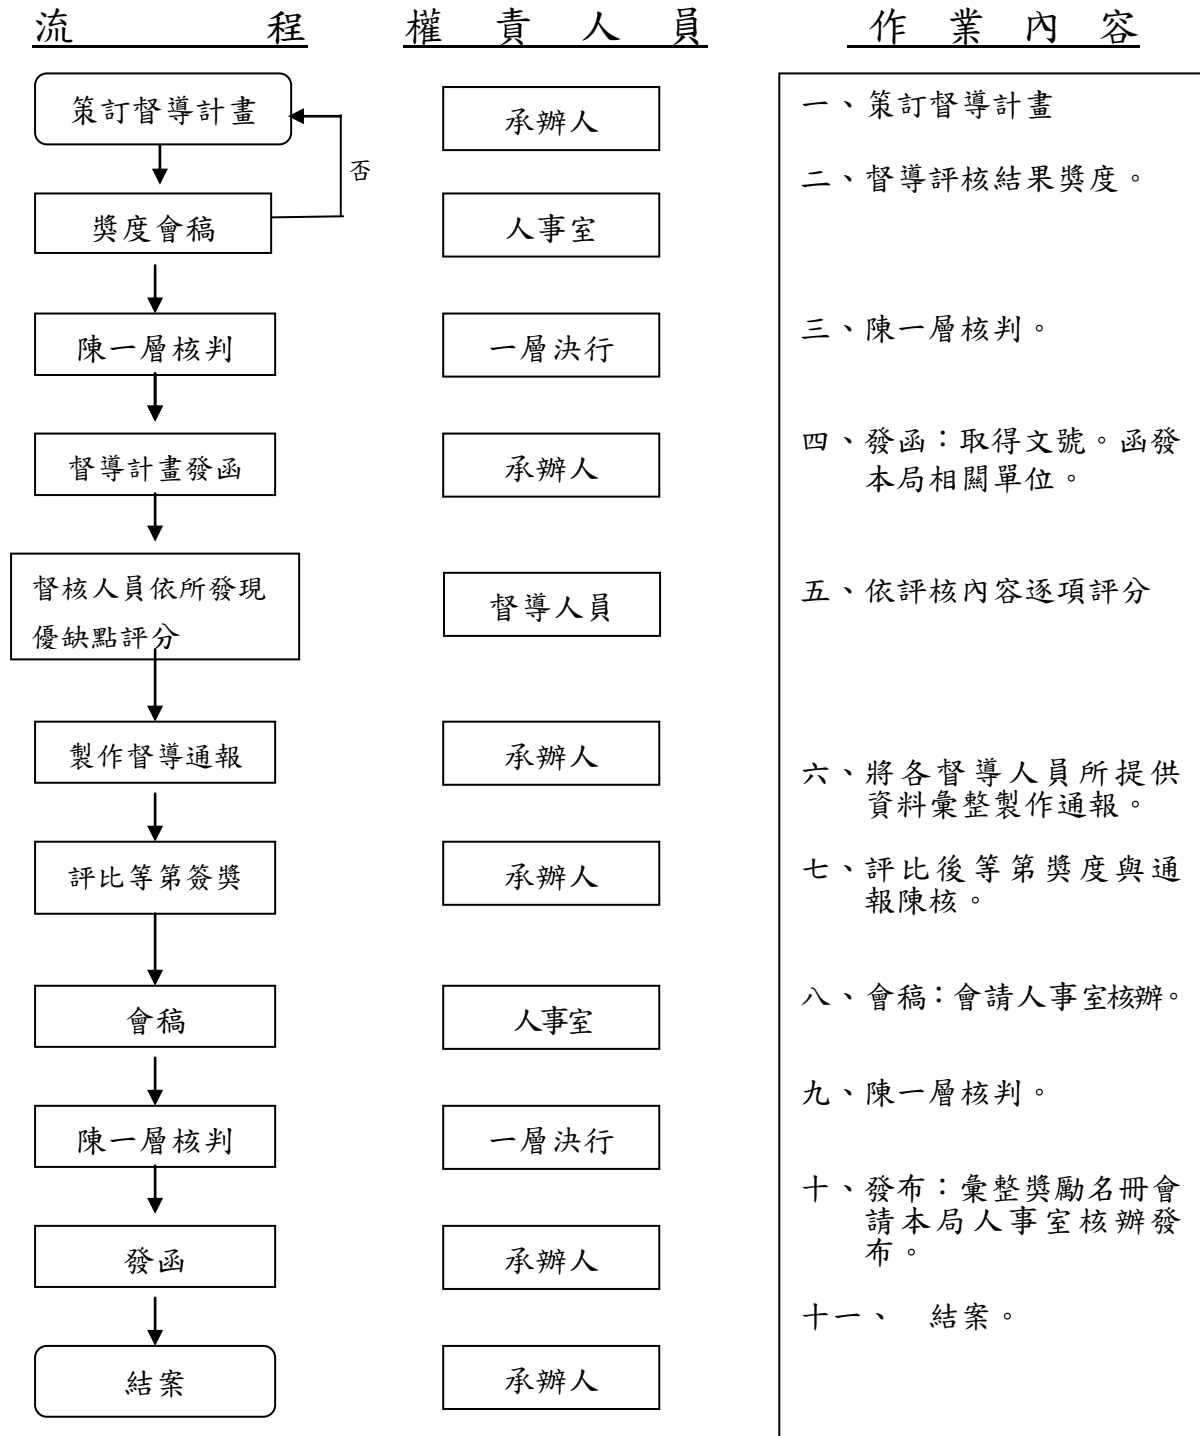 流程
權責人員
作業內容
策訂督導計畫
承辦人
一、策訂督導計畫
否
獎度會稿
人事室
二、督導評核結果獎度。
陳一層核判
一層決行
三、陳一層核判。
督導計畫發函
承辦人
四、發函：取得文號。函發
本局相關單位。
督核人員依所發現
優缺點評分
督導人員
五、依評核內容逐項評分
製作督導通報
承辦人
六、將各督導人員所提供
資料彙整製作通報。
評比等第簽獎
承辦人
七、評比後等第獎度與通
報陳核。
會稿
人事室
八、會稿：會請人事室核辦。
陳一層核判
一層決行
九、陳一層核判。
發函
承辦人
十、發布：彙整獎勵名冊會
請本局人事室核辦發
布。
結案
承辦人
十一、 結案。